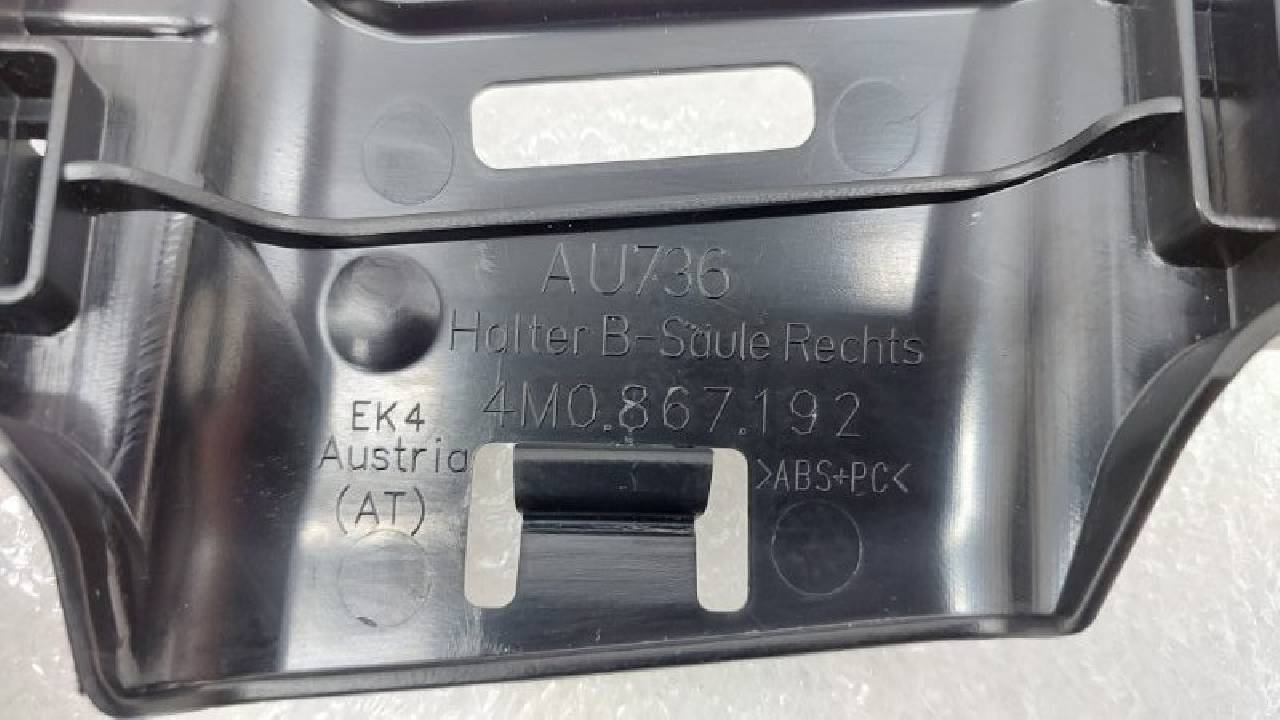 AU736
Halter B-Säule Rechts
4M0.867.192
EK4
Austria
(AT)
>ABS+PC<